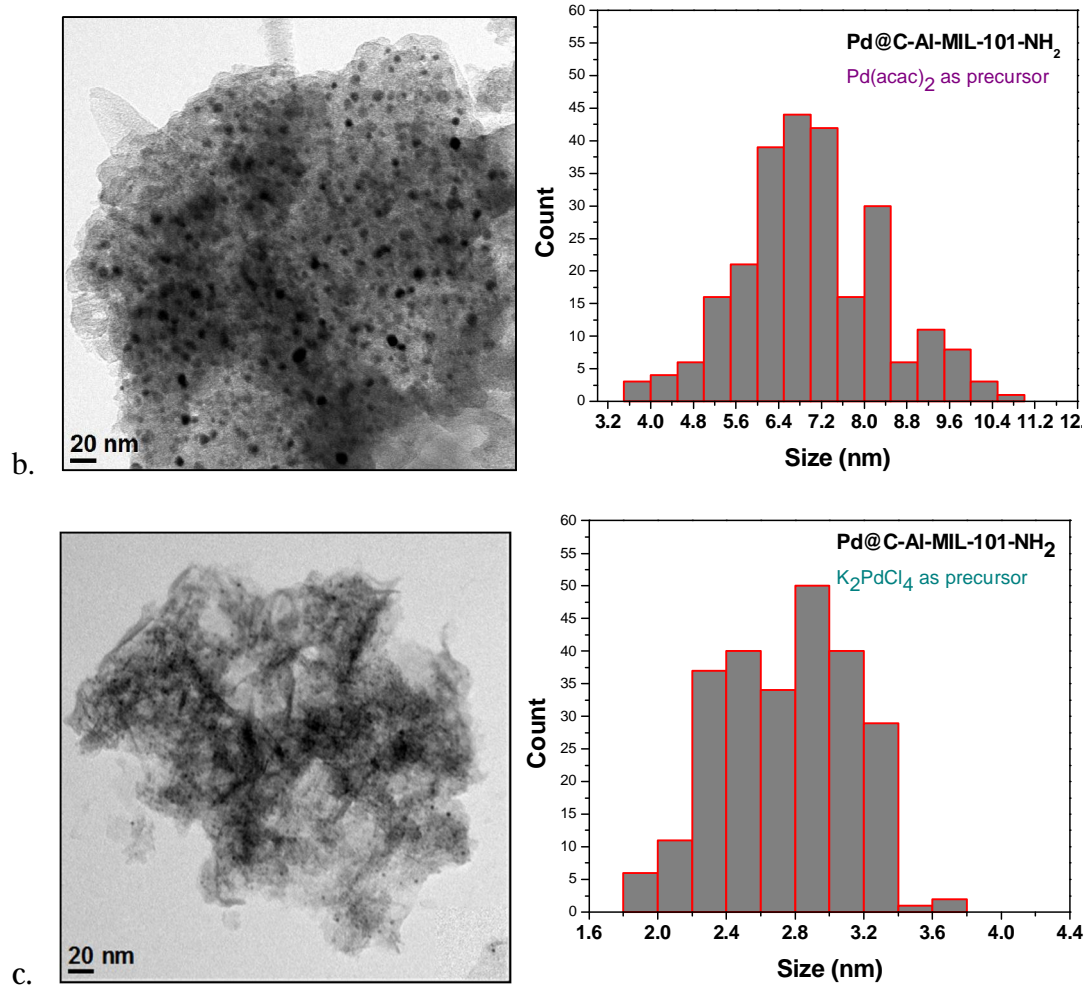 b.
20 nm
60
55
50
45
40
35
30
25
20
15
10
5
0
Count
Pd@C-Al-MIL-101-NH2
Pd(acac)2 as precursor
3.2 4.0 4.8 5.6 6.4 7.2 8.0 8.8 9.6 10.4 11.2 12.
Size (nm)
c.
20 nm
60
55
50
45
40
35
30
25
20
15
10
5
0
Count
Pd@C-Al-MIL-101-NH2
K2PdCl4 as precursor
1.6 2.0 2.4 2.8 3.2 3.6 4.0 4.4
Size (nm)